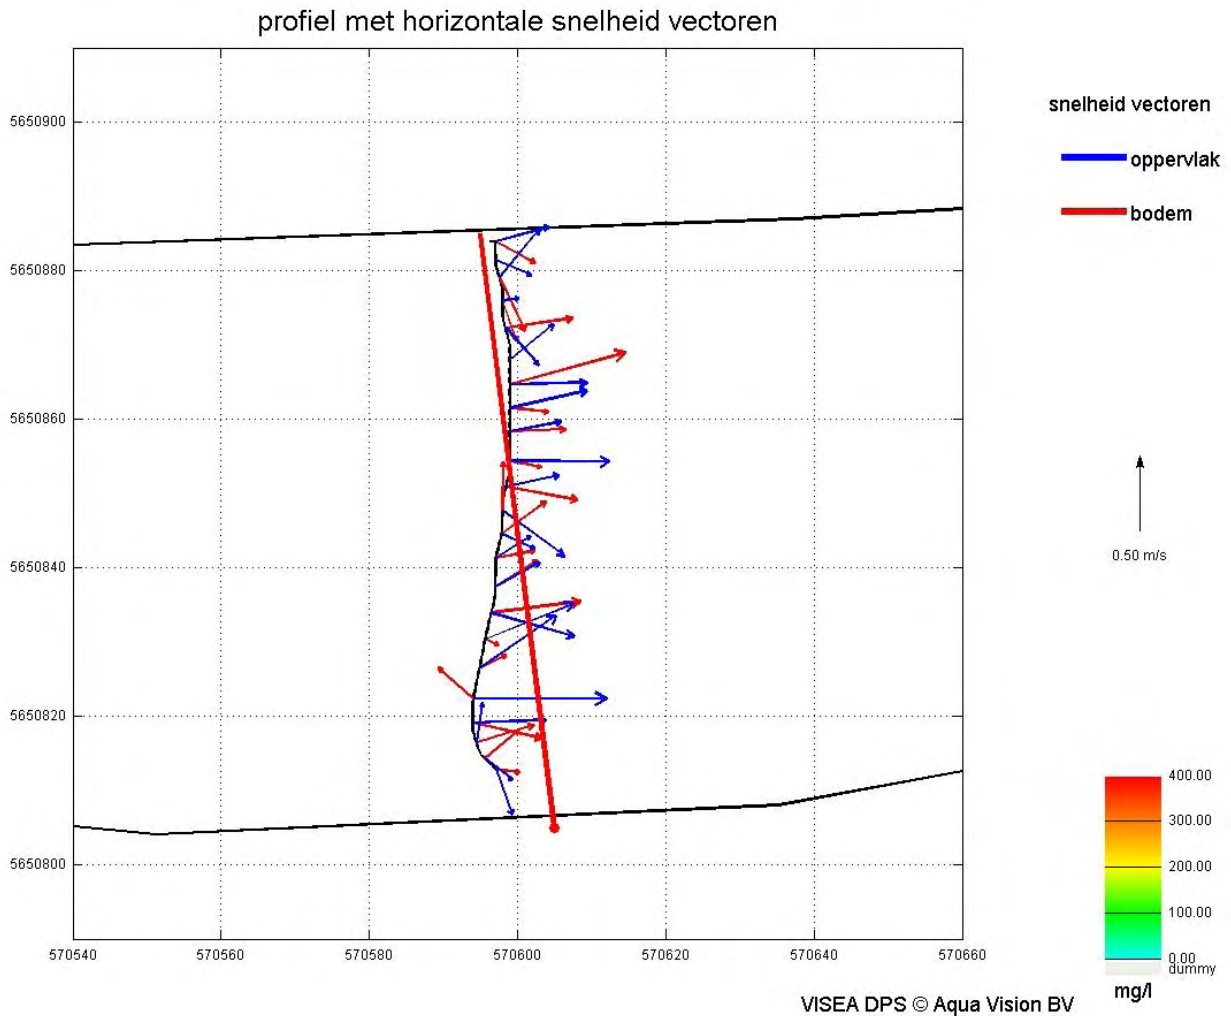 profiel met horizontale snelheid vectoren
snelheid vectoren
oppervlak
bodem
5650900
5650880
5650860
5650840
5650820
5650800
570540
570560
570580
570600
570620
570640
570660
0.50 m/s
400.00
300.00
200.00
100.00
0.00
dummy
mg/l
VISEA DPS © Aqua Vision BV